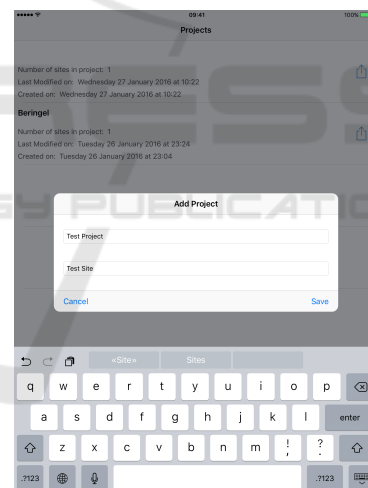 09:41
100%
Projects
Number of sites in project: 1
Last Modified on: Wednesday 27 January 2016 at 10:22
Created on: Wednesday 27 January 2016 at 10:22
Beringel
Number of sites in project: 1
Last Modified on: Tuesday 26 January 2016 at 23:24
Created on: Tuesday 26 January 2016 at 23:04
Add Project
Test Project
Test Site
Cancel Save
«Site» Sites
q w e r t y u i o p
a s d f g h j k l enter
z x c v b n m ! , ? .
.?123 .?123